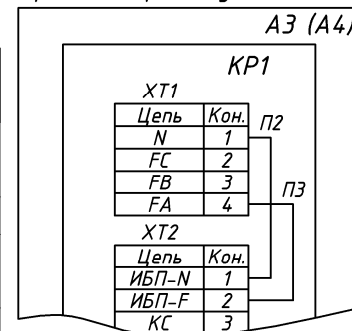 А3 (А4)
КР1
ХТ1
Цепь Кон.
N 1
FC 2
FB 3
FA 4
П2
П3
ХТ2
Цепь Кон.
ИБП-N 1
ИБП-F 2
КС 3